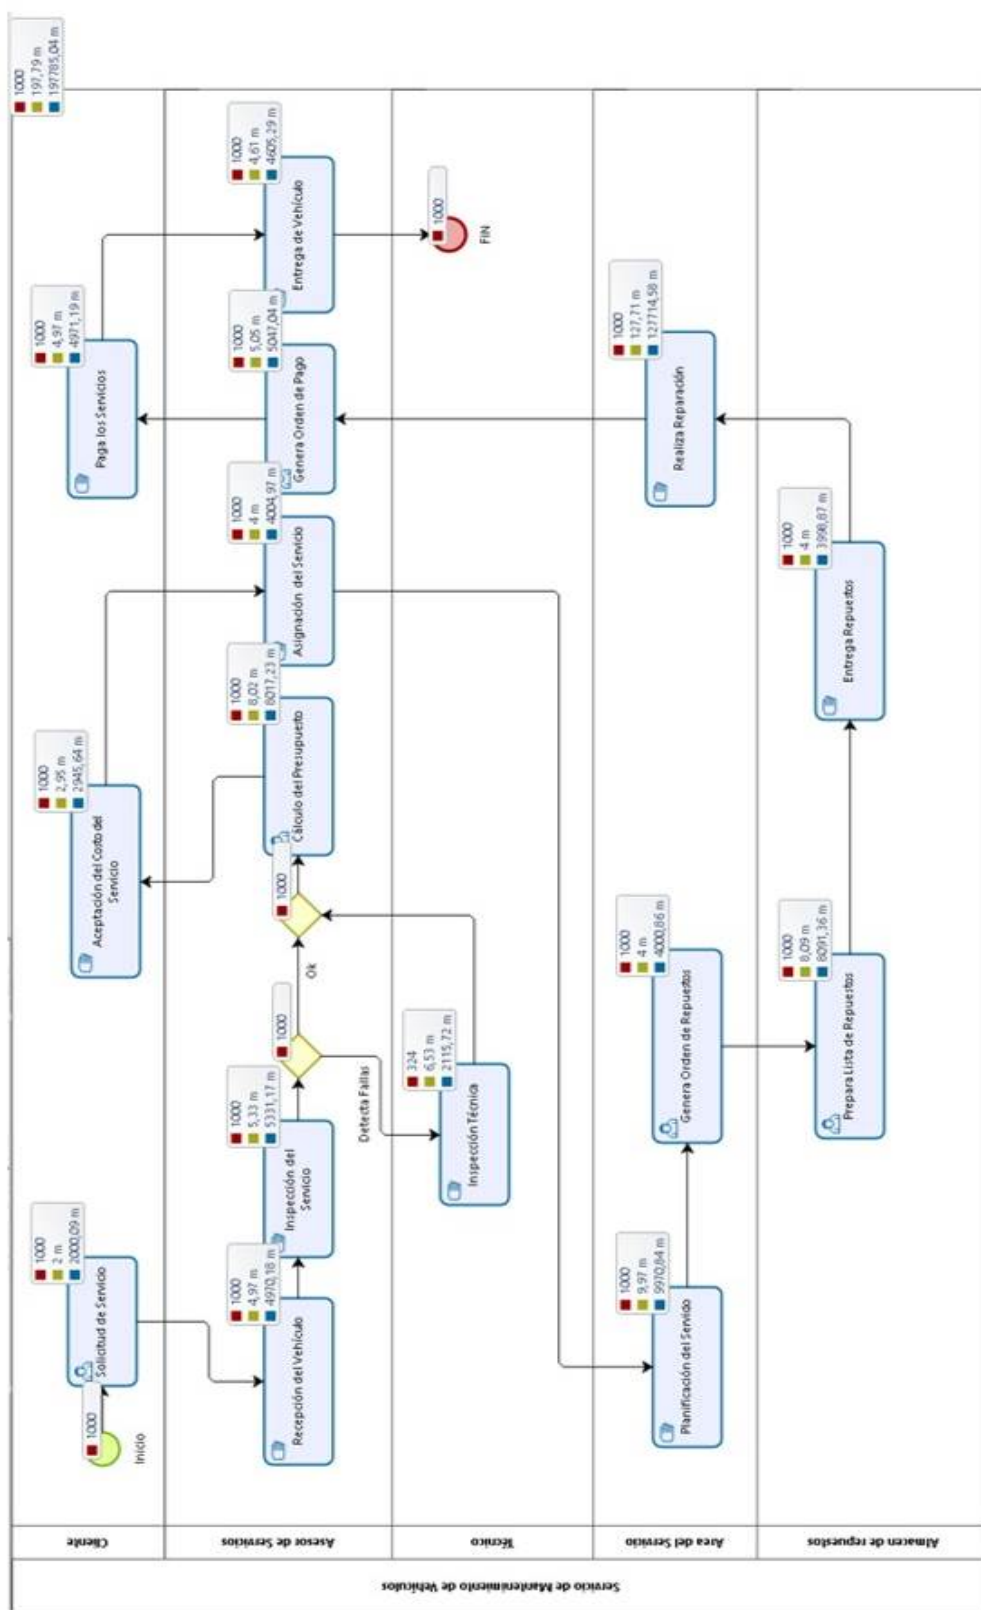 Servicio de Mantenimiento de Vehículos
Cliente
Inicio
1000
Solicitud de Servicio
1000
2 m
2000,09 m
Aceptación del Costo del
Servicio
1000
2,95 m
2945,64 m
Paga los Servicios
1000
4,97 m
4971,19 m
1000
197,79 m
197785,04 m
Asesor de Servicios
Recepción del Vehículo
1000
4,97 m
4970,18 m
Inspección del
Servicio
1000
5,33 m
5331,17 m
1000
Ok
Detecta Fallas
1000
Cálculo del Presupuesto
1000
8,02 m
8017,23 m
Asignación del Servicio
1000
4 m
4004,97 m
Genera Orden de Pago
1000
5,05 m
5047,04 m
Entrega de Vehículo
1000
4,61 m
4605,29 m
Técnico
Inspección Técnica
324
6,53 m
2115,72 m
1000
FIN
Area del Servicio
Planificación del Servido
1000
9,97 m
9970,84 m
Genera Orden de Repuestos
1000
4 m
4000,86 m
Realiza Reparación
1000
127,71 m
127714,58 m
Almacen de repuestos
Prepara Lista de Repuestos
1000
8,09 m
8091,36 m
Entrega Repuestos
1000
4 m
3998,87 m